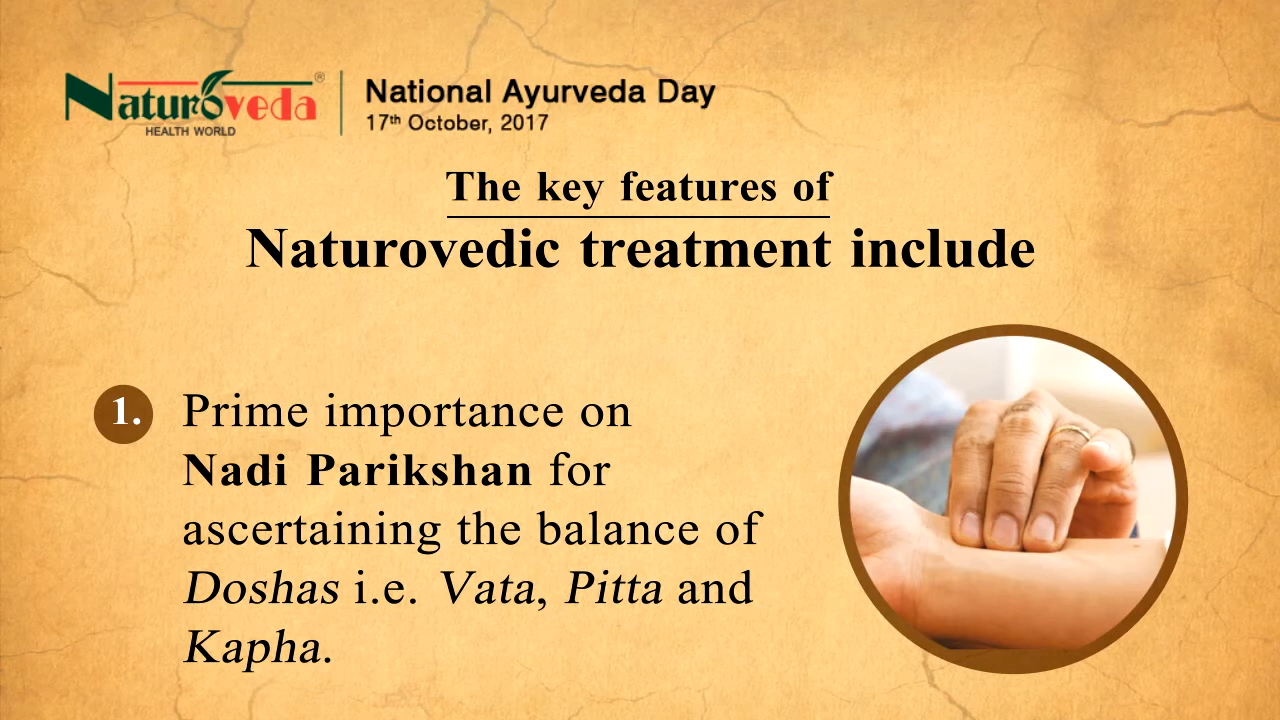 Naturoveda®
HEALTH WORLD
National Ayurveda Day
17th October, 2017
The key features of
Naturovedic treatment include
1. Prime importance on
Nadi Parikshan for
ascertaining the balance of
Doshas i.e. Vata, Pitta and
Kapha.